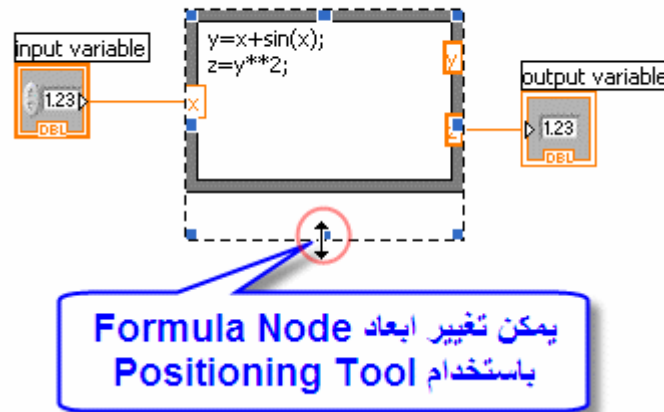 input variable
1.23
DBL
y=x+sin(x);
z=y**2;
x
y
output variable
1.23
DBL
يمكن تغيير ابعاد Formula Node
باستخدام Positioning Tool